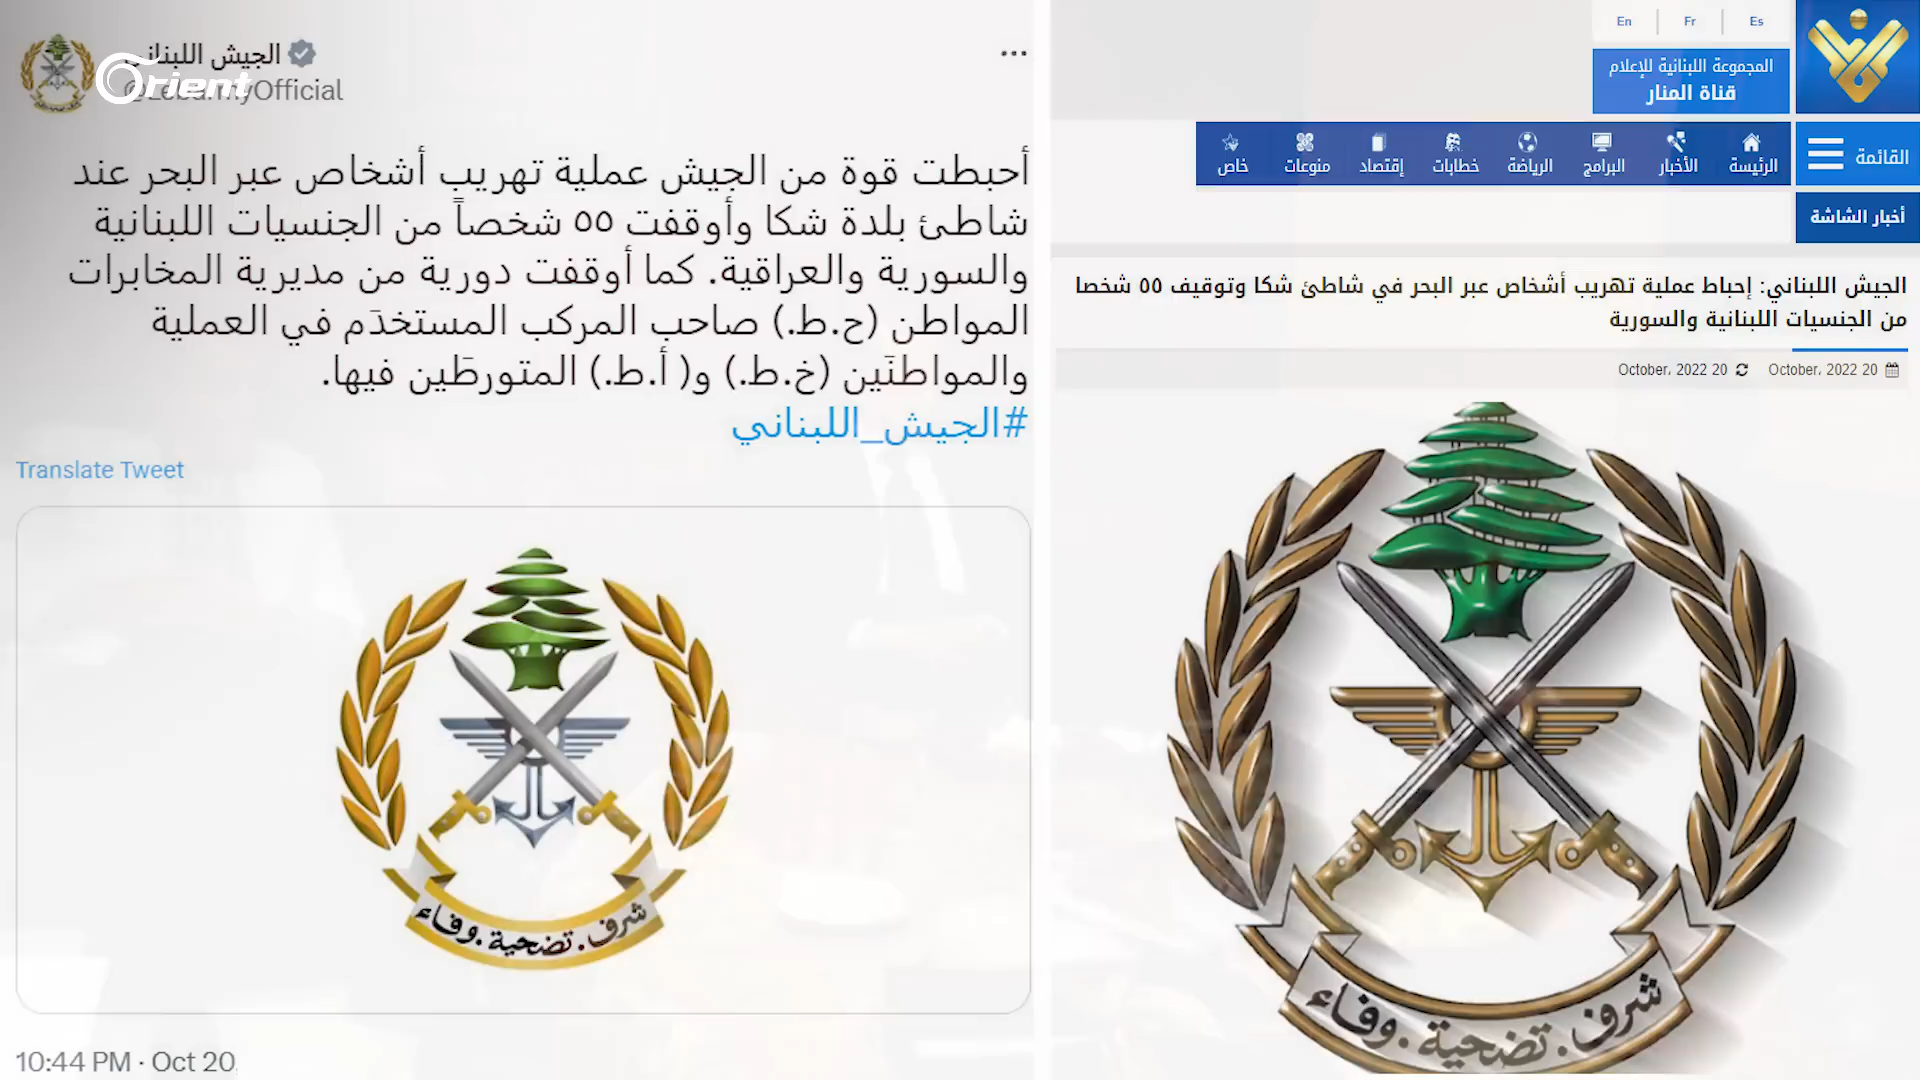 الجيش اللبناني
Orient
أحبطت قوة من الجيش عملية تهريب أشخاص عبر البحر عند
شاطئ بلدة شكا وأوقفت ٥٥ شخصاً من الجنسيات اللبنانية
والسورية والعراقية. كما أوقفت دورية من مديرية المخابرات
المواطن (ح.ط.) صاحب المركب المستخدَم في العملية
والمواطنَين (خ.ط.) و( أ.ط.) المتورطَين فيها.
#الجيش_اللبناني
Translate Tweet
شرف. تضحية. وفاء
10:44 PM · Oct 20
En
Fr
Es
المجموعة اللبنانية للإعلام
قناة المنار
القائمة
الرئيسة
الأخبار
البرامج
الرياضة
خطابات
إقتصاد
منوعات
خاص
أخبار الشاشة
الجيش اللبناني: إحباط عملية تهريب أشخاص عبر البحر في شاطئ شكا وتوقيف ٥٥ شخصا
من الجنسيات اللبنانية والسورية
20 October، 2022
20 October، 2022
شرف. تضحية. وفاء